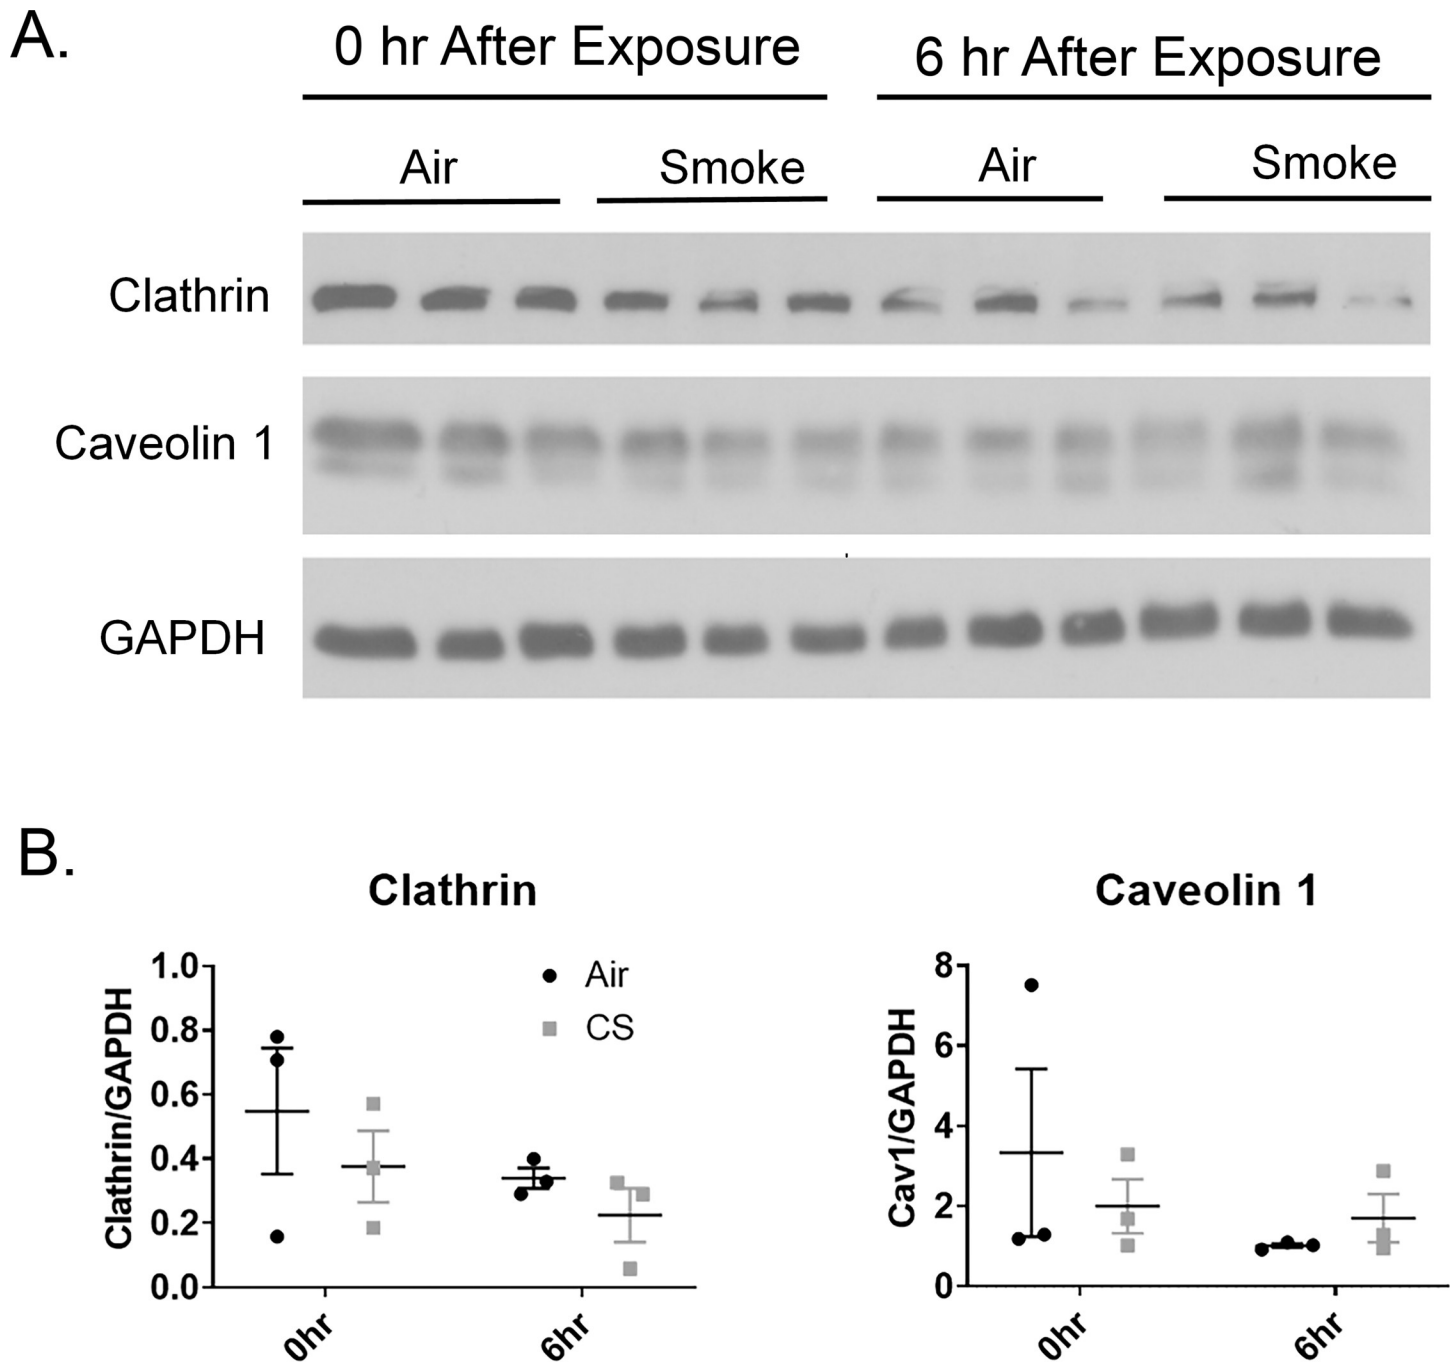 A.
0 hr After Exposure
6 hr After Exposure
Air
Smoke
Air
Smoke
Clathrin
Caveolin 1
GAPDH
B.
Clathrin
Clathrin/GAPDH
1.0
0.8
0.6
0.4
0.2
0.0
Air
CS
0hr
6hr
Caveolin 1
Cav1/GAPDH
8
6
4
2
0
0hr
6hr